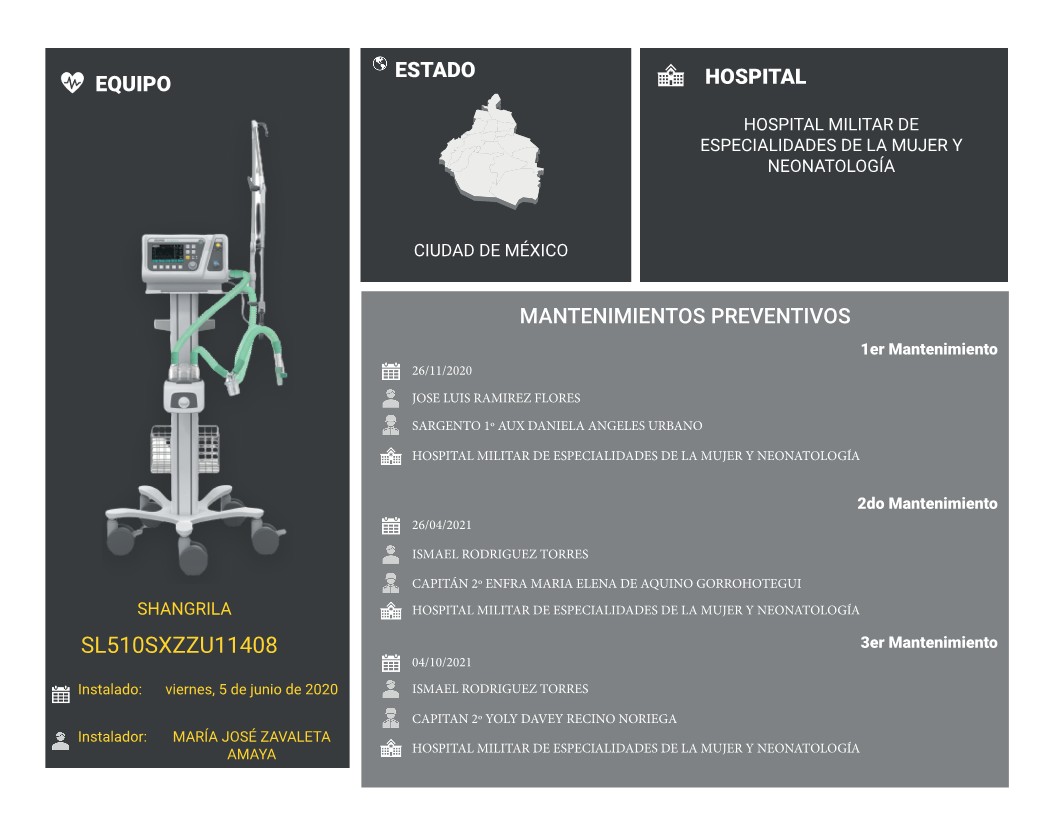 EQUIPO
SHANGRILA
SL510SXZZU11408
Instalado: viernes, 5 de junio de 2020
Instalador: MARÍA JOSÉ ZAVALETA
AMAYA
ESTADO
CIUDAD DE MÉXICO
HOSPITAL
HOSPITAL MILITAR DE
ESPECIALIDADES DE LA MUJER Y
NEONATOLOGÍA
MANTENIMIENTOS PREVENTIVOS
1er Mantenimiento
26/11/2020
JOSE LUIS RAMIREZ FLORES
SARGENTO 1º AUX DANIELA ANGELES URBANO
HOSPITAL MILITAR DE ESPECIALIDADES DE LA MUJER Y NEONATOLOGÍA
2do Mantenimiento
26/04/2021
ISMAEL RODRIGUEZ TORRES
CAPITÁN 2º ENFRA MARIA ELENA DE AQUINO GORROHOTEGUI
HOSPITAL MILITAR DE ESPECIALIDADES DE LA MUJER Y NEONATOLOGÍA
3er Mantenimiento
04/10/2021
ISMAEL RODRIGUEZ TORRES
CAPITAN 2º YOLY DAVEY RECINO NORIEGA
HOSPITAL MILITAR DE ESPECIALIDADES DE LA MUJER Y NEONATOLOGÍA